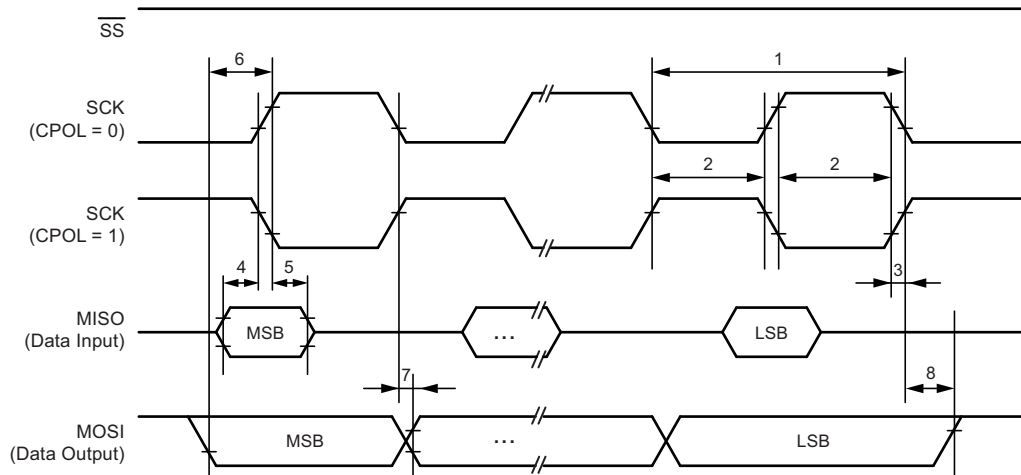 SS
6
1
SCK
(CPOL = 0)
2
2
SCK
(CPOL = 1)
4
5
3
MISO
(Data Input)
MSB
...
LSB
7
8
MOSI
(Data Output)
MSB
...
LSB